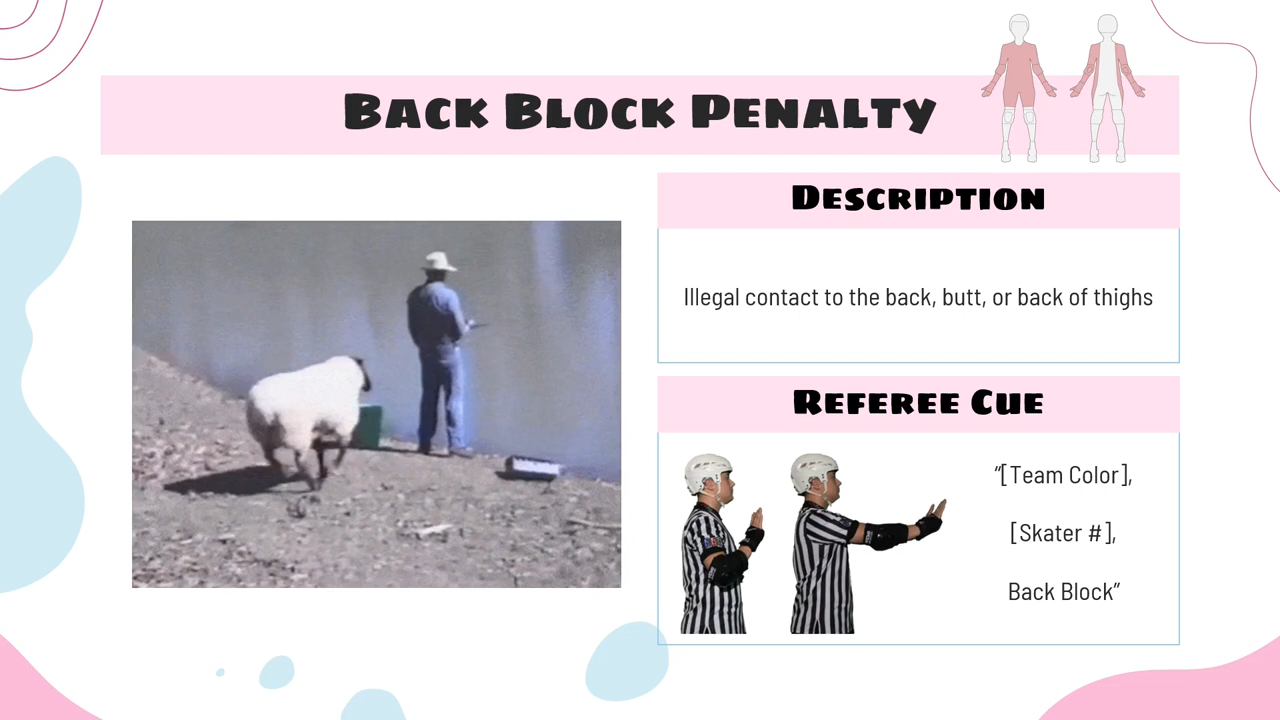 Back Block Penalty
Description
Illegal contact to the back, butt, or back of thighs
Referee Cue
“[Team Color],
[Skater #],
Back Block”